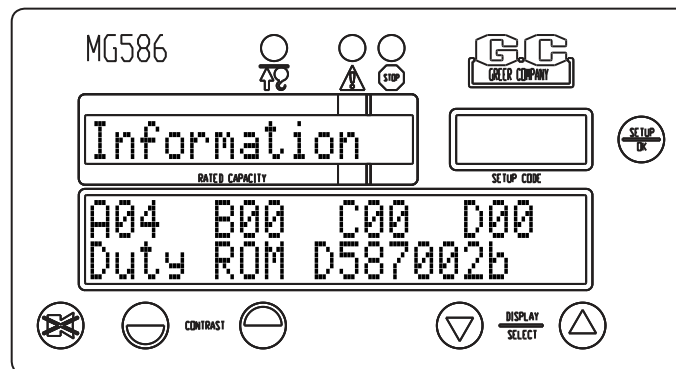 MG586
STOP
G.C
GREER COMPANY
Information
SETUP
OK
RATED CAPACITY
SETUP CODE
A04 B00 C00 D00
Duty ROM D587002b
CONTRAST
DISPLAY
SELECT